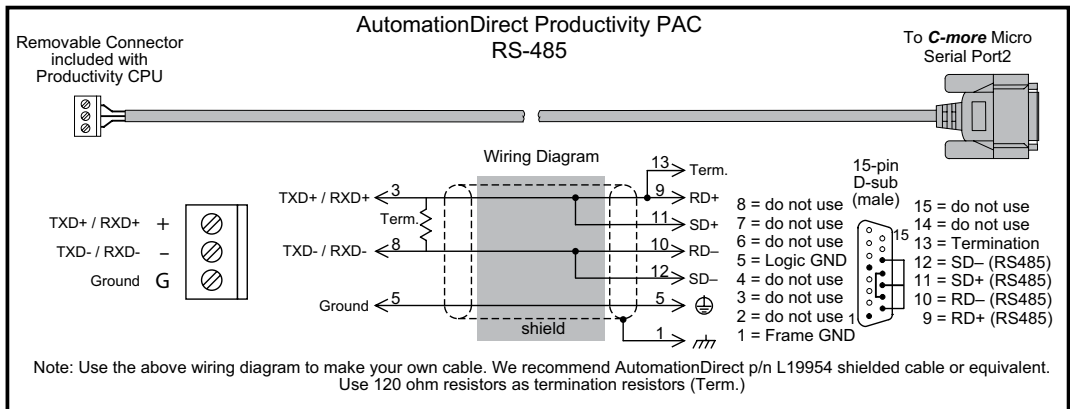 AutomationDirect Productivity PAC
RS-485
Removable Connector
included with
Productivity CPU
To C-more Micro
Serial Port2
Wiring Diagram
TXD+ / RXD+ +
TXD- / RXD- –
Ground G
TXD+ / RXD+ 3
Term.
TXD- / RXD- 8
Ground 5
shield
13 Term.
9 RD+
11 SD+
10 RD–
12 SD–
5
1
8 = do not use
7 = do not use
6 = do not use
5 = Logic GND
4 = do not use
3 = do not use
2 = do not use
1 = Frame GND
15-pin
D-sub
(male)
15
1
15 = do not use
14 = do not use
13 = Termination
12 = SD– (RS485)
11 = SD+ (RS485)
10 = RD– (RS485)
9 = RD+ (RS485)
Note: Use the above wiring diagram to make your own cable. We recommend AutomationDirect p/n L19954 shielded cable or equivalent.
Use 120 ohm resistors as termination resistors (Term.)